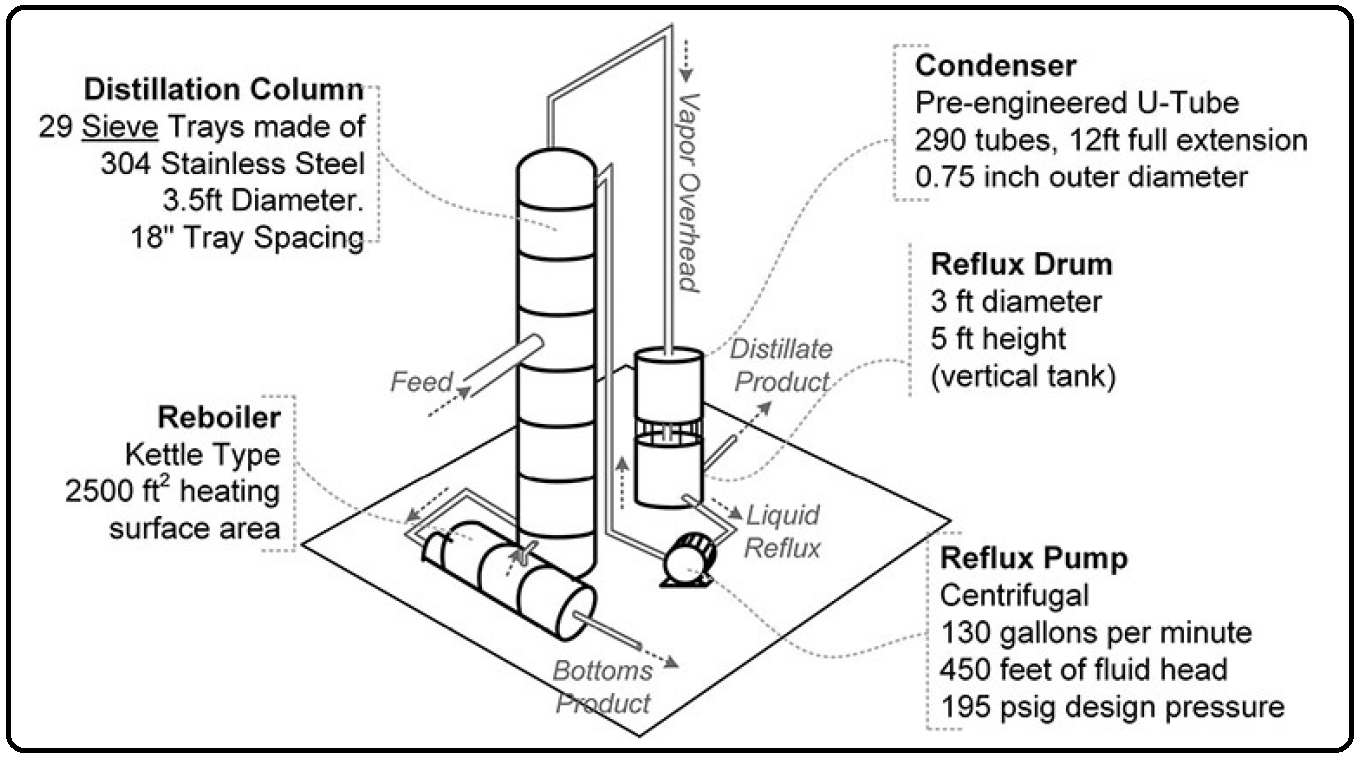 Distillation Column
29 Sieve Trays made of
304 Stainless Steel
3.5ft Diameter.
18" Tray Spacing
Condenser
Pre-engineered U-Tube
290 tubes, 12ft full extension
0.75 inch outer diameter
Vapor Overhead
Reflux Drum
3 ft diameter
5 ft height
(vertical tank)
Distillate
Product
Feed
Reboiler
Kettle Type
2500 ft² heating
surface area
Liquid
Reflux
Reflux Pump
Centrifugal
130 gallons per minute
450 feet of fluid head
195 psig design pressure
Bottoms
Product